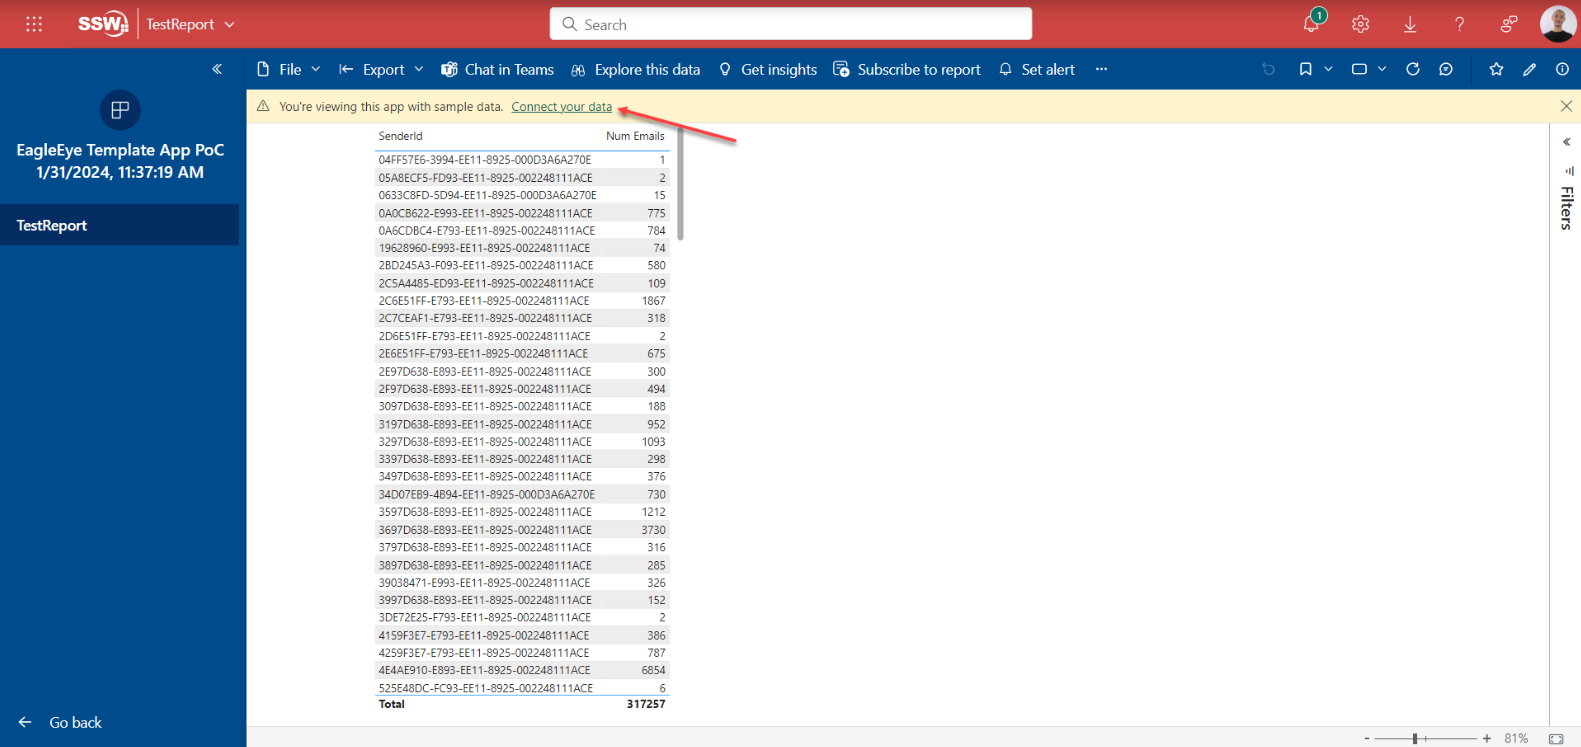 SSW TestReport
Search
1
File Export Chat in Teams Explore this data Get insights Subscribe to report Set alert
You're viewing this app with sample data. Connect your data
EagleEye Template App PoC
1/31/2024, 11:37:19 AM
TestReport
SenderId Num Emails
04FF57E6-3994-EE11-8925-000D3A6A270E 1
05A8ECF5-FD93-EE11-8925-002248111ACE 2
0633C8FD-5D94-EE11-8925-000D3A6A270E 15
0A0CB622-E993-EE11-8925-002248111ACE 775
0A6CDBC4-E793-EE11-8925-002248111ACE 784
19628960-E993-EE11-8925-002248111ACE 74
2BD245A3-F093-EE11-8925-002248111ACE 580
2C5A4485-ED93-EE11-8925-002248111ACE 109
2C6E51FF-E793-EE11-8925-002248111ACE 1867
2C7CEAF1-E793-EE11-8925-002248111ACE 318
2D6E51FF-E793-EE11-8925-002248111ACE 2
2E6E51FF-E793-EE11-8925-002248111ACE 675
2E97D638-E893-EE11-8925-002248111ACE 300
2F97D638-E893-EE11-8925-002248111ACE 494
3097D638-E893-EE11-8925-002248111ACE 188
3197D638-E893-EE11-8925-002248111ACE 952
3297D638-E893-EE11-8925-002248111ACE 1093
3397D638-E893-EE11-8925-002248111ACE 298
3497D638-E893-EE11-8925-002248111ACE 376
34D07EB9-4B94-EE11-8925-000D3A6A270E 730
3597D638-E893-EE11-8925-002248111ACE 1212
3697D638-E893-EE11-8925-002248111ACE 3730
3797D638-E893-EE11-8925-002248111ACE 316
3897D638-E893-EE11-8925-002248111ACE 285
39038471-E993-EE11-8925-002248111ACE 326
3997D638-E893-EE11-8925-002248111ACE 152
3DE72E25-F793-EE11-8925-002248111ACE 2
4159F3E7-E793-EE11-8925-002248111ACE 386
4259F3E7-E793-EE11-8925-002248111ACE 787
4E4AE910-E893-EE11-8925-002248111ACE 6854
525E48DC-FC93-EE11-8925-002248111ACE 6
Total 317257
Filters
Go back
- + 81%